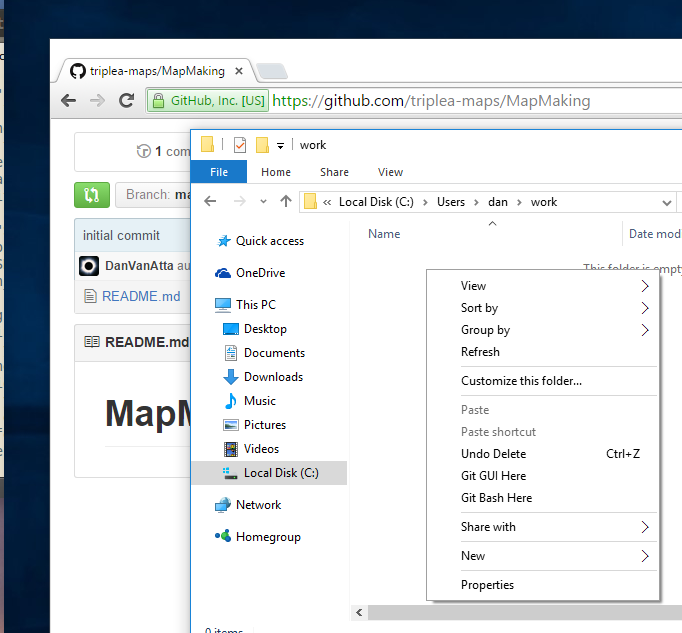 triplea-maps/MapMaking ×
GitHub, Inc. [US] https://github.com/triplea-maps/MapMaking
1 com
Branch: ma
initial commit
DanVanAtta au
README.md
README.md
MapM
work
File Home Share View
« Local Disk (C:) › Users › dan › work
Name Date mod
This folder is empty
Quick access
OneDrive
This PC
Desktop
Documents
Downloads
Music
Pictures
Videos
Local Disk (C:)
Network
Homegroup
0 items
View
Sort by
Group by
Refresh
Customize this folder...
Paste
Paste shortcut
Undo Delete Ctrl+Z
Git GUI Here
Git Bash Here
Share with
New
Properties